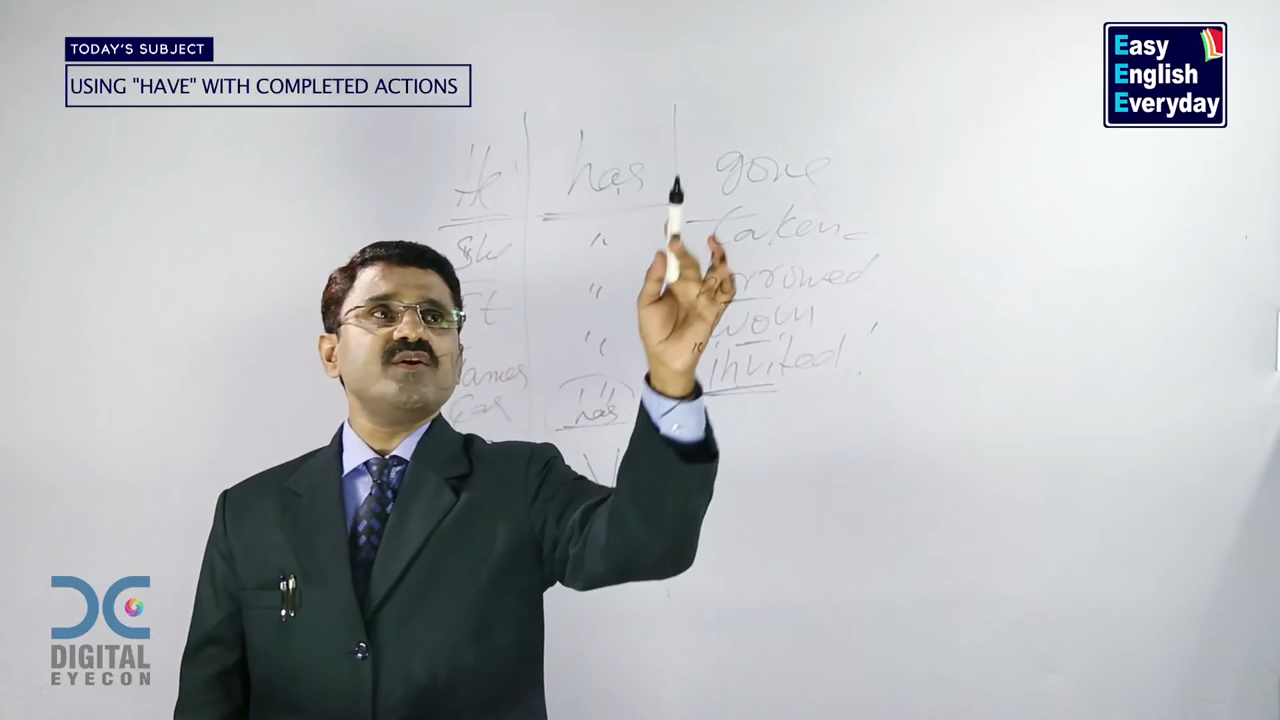 TODAY'S SUBJECT
USING "HAVE" WITH COMPLETED ACTIONS
Easy
English
Everyday
He has gone
She " taken
It " borrowed
" won
James has invited
Car
DIGITAL
EYECON